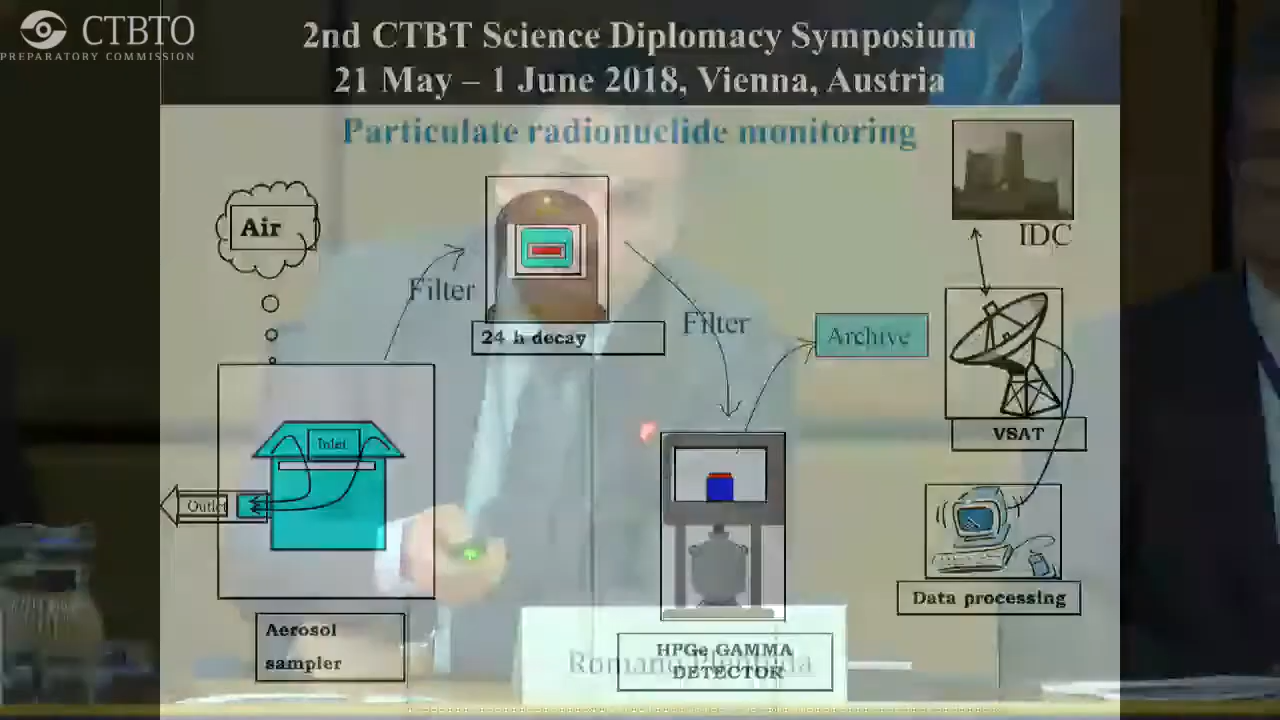 CTBTO
PREPARATORY COMMISSION
2nd CTBT Science Diplomacy Symposium
21 May – 1 June 2018, Vienna, Austria
Particulate radionuclide monitoring
Air
Filter
24 h decay
Filter
Archive
IDC
VSAT
Inlet
Outlet
Data processing
Aerosol
sampler
HPGe GAMMA
DETECTOR
Romano